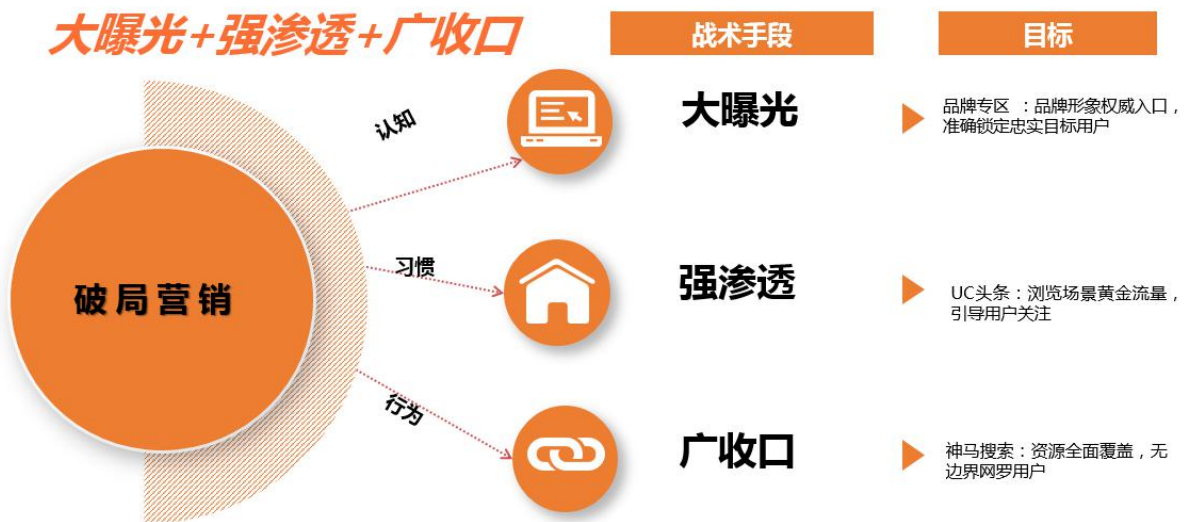 大曝光+强渗透+广收口
战术手段
目标
破局营销
认知
大曝光
品牌专区 ：品牌形象权威入口，
准确锁定忠实目标用户
习惯
强渗透
UC头条：浏览场景黄金流量，
引导用户关注
行为
广收口
神马搜索：资源全面覆盖，无
边界网罗用户